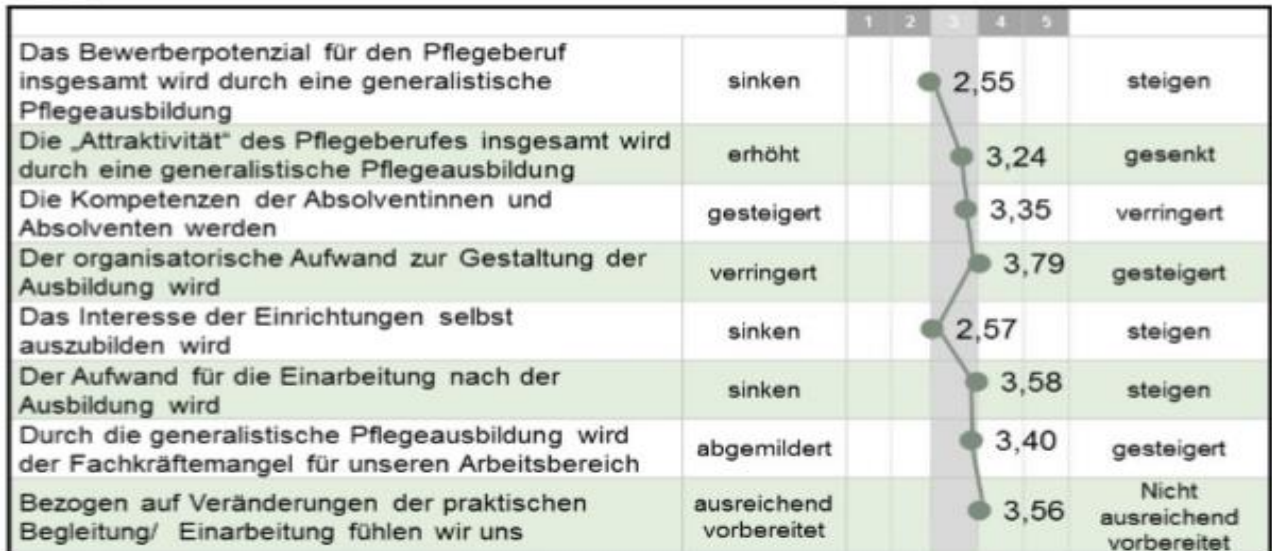 1 2 3 4 5
Das Bewerberpotenzial für den Pflegeberuf
insgesamt wird durch eine generalistische
Pflegeausbildung
sinken
2,55
steigen
Die „Attraktivität“ des Pflegeberufes insgesamt wird
durch eine generalistische Pflegeausbildung
erhöht
3,24
gesenkt
Die Kompetenzen der Absolventinnen und
Absolventen werden
gesteigert
3,35
verringert
Der organisatorische Aufwand zur Gestaltung der
Ausbildung wird
verringert
3,79
gesteigert
Das Interesse der Einrichtungen selbst
auszubilden wird
sinken
2,57
steigen
Der Aufwand für die Einarbeitung nach der
Ausbildung wird
sinken
3,58
steigen
Durch die generalistische Pflegeausbildung wird
der Fachkräftemangel für unseren Arbeitsbereich
abgemildert
3,40
gesteigert
Bezogen auf Veränderungen der praktischen
Begleitung/ Einarbeitung fühlen wir uns
ausreichend
vorbereitet
3,56
Nicht
ausreichend
vorbereitet